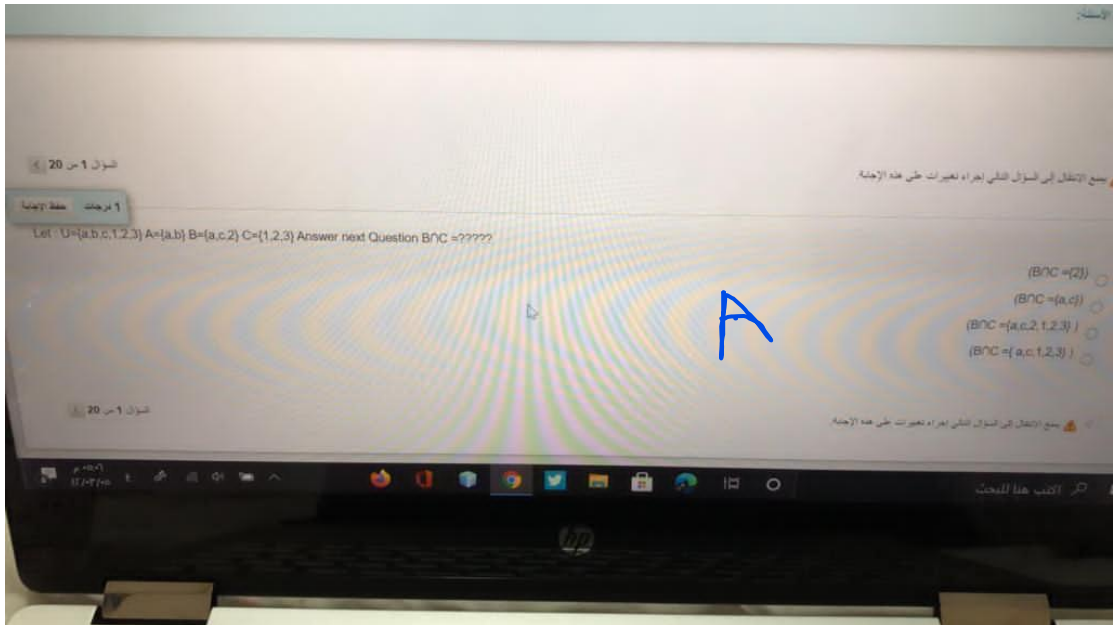 الأسئلة:
السؤال 1 من 20
يمنع الانتقال إلى السؤال التالي إجراء تغييرات على هذه الإجابة.
1 درجات حفظ الإجابة
Let : U={a,b,c,1,2,3} A={a,b} B={a,c,2} C={1,2,3} Answer next Question B∩C =?????
(B∩C ={2})
(B∩C ={a,c})
(B∩C ={a,c,2,1,2,3} )
(B∩C ={ a,c,1,2,3} )
A
السؤال 1 من 20
يمنع الانتقال إلى السؤال التالي إجراء تغييرات على هذه الإجابة.
اكتب هنا للبحث
hp